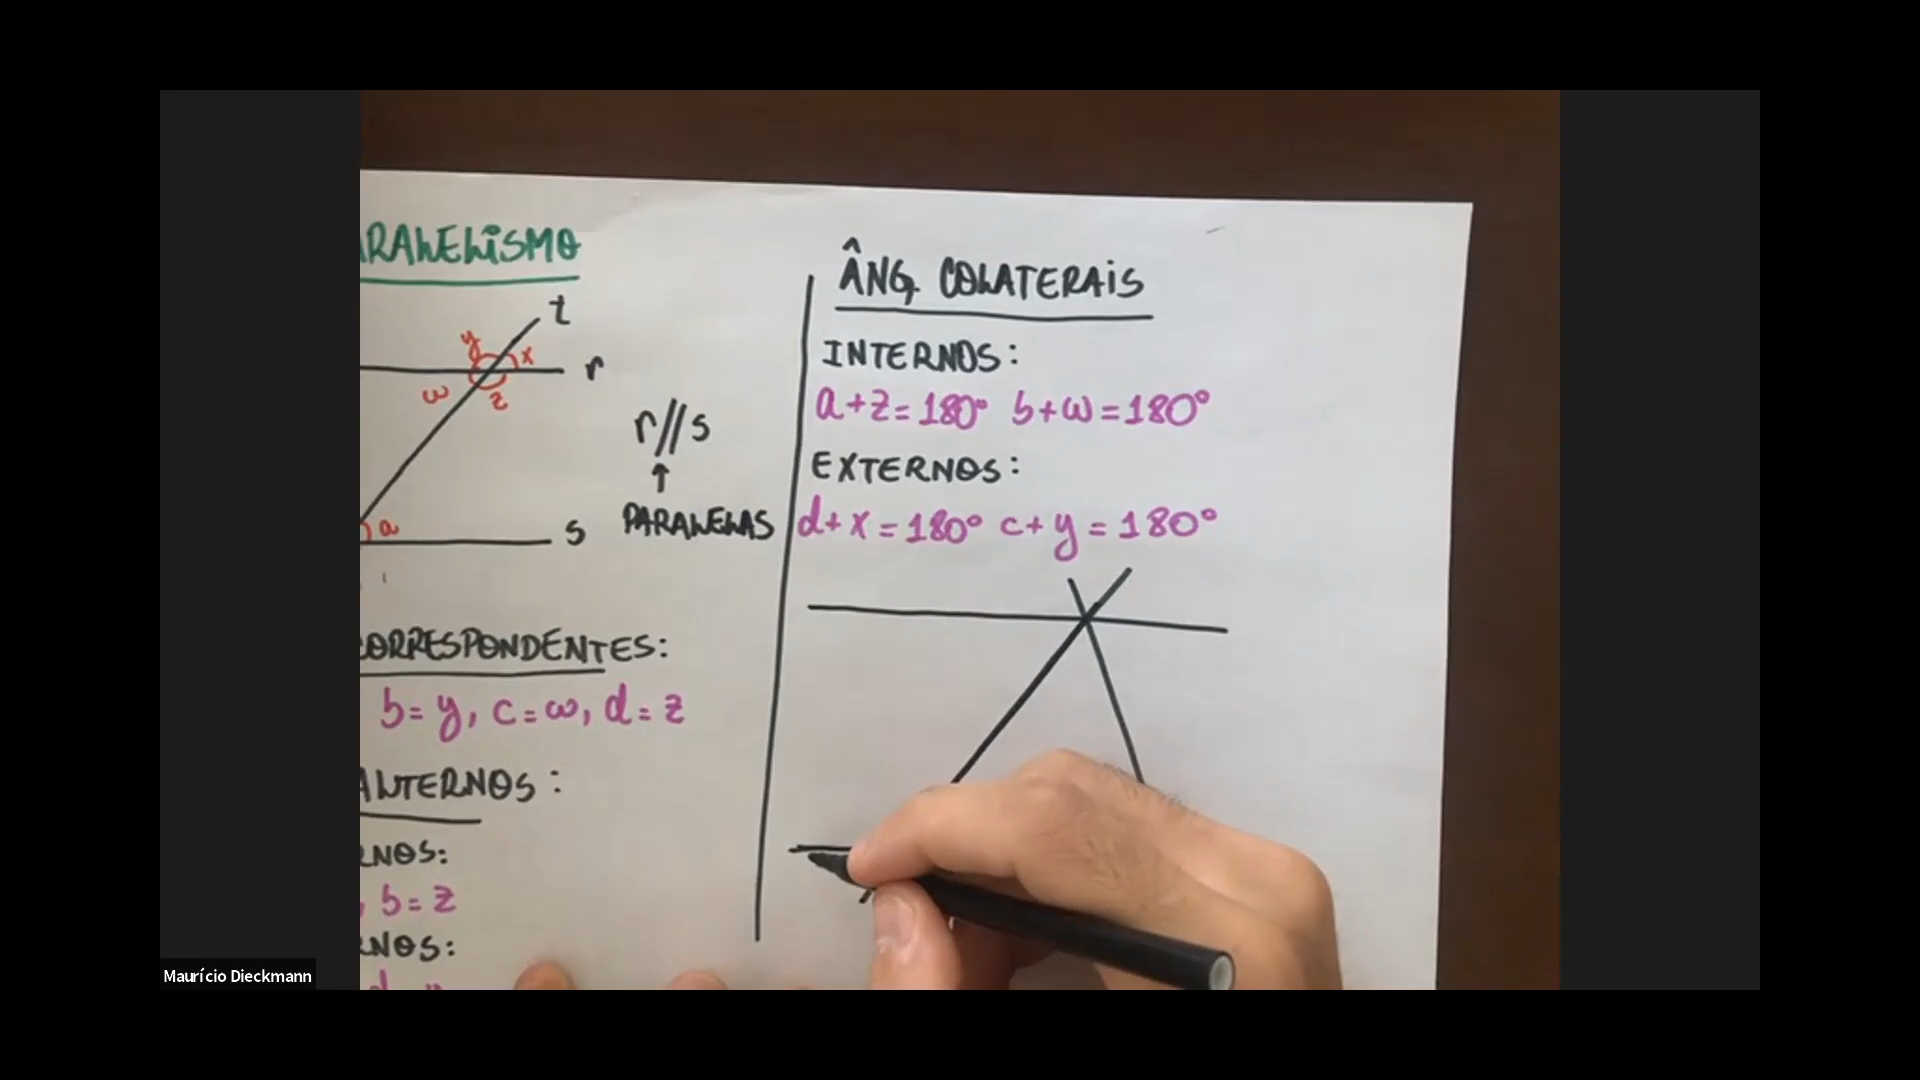 ARALELISMO
t
y
x
r
w
z
r//s
a
s
PARALELAS
CORRESPONDENTES:
b=y, c=w, d=z
ALTERNOS:
RNOS:
, b=z
RNOS:
ÂNG. COLATERAIS
INTERNOS:
a+z=180° b+w=180°
EXTERNOS:
d+x=180° c+y=180°
Maurício Dieckmann